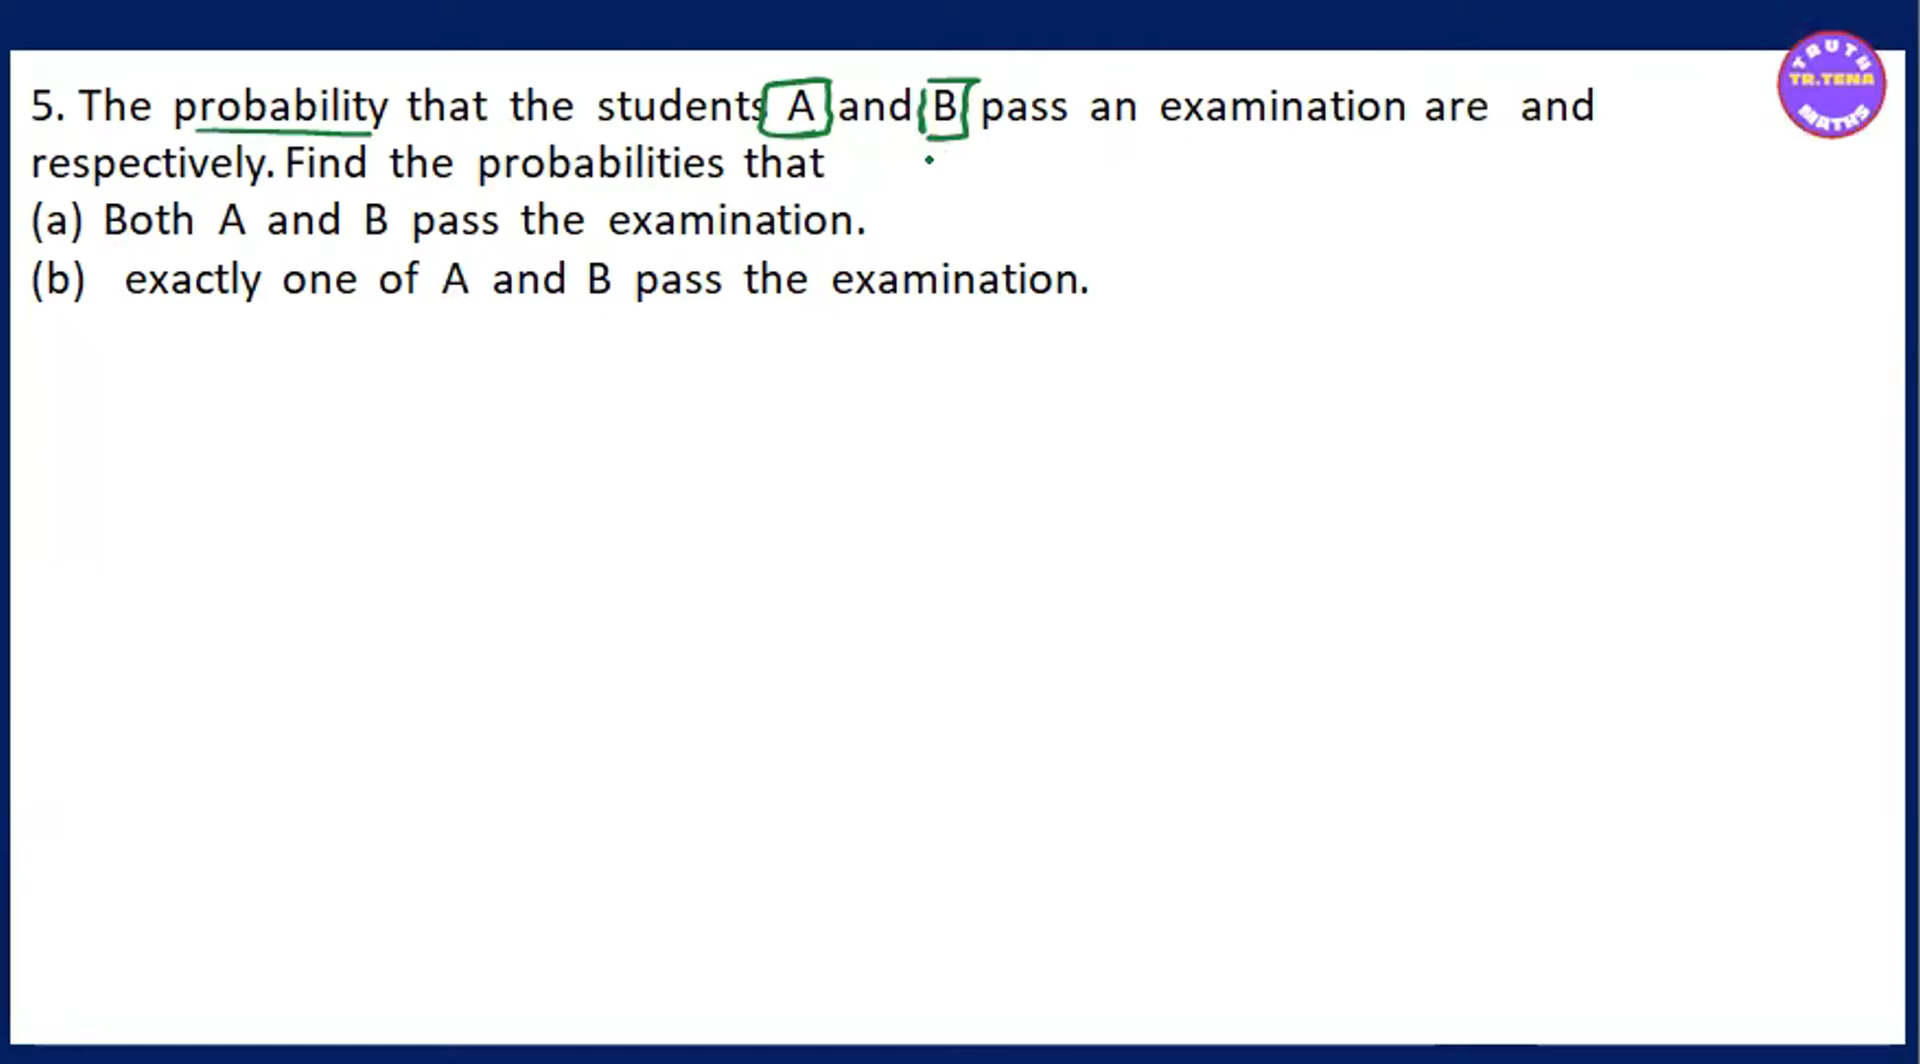 5. The probability that the students A and B pass an examination are and
respectively. Find the probabilities that
(a) Both A and B pass the examination.
(b) exactly one of A and B pass the examination.
TRUTH
TR.TENA
MATHS